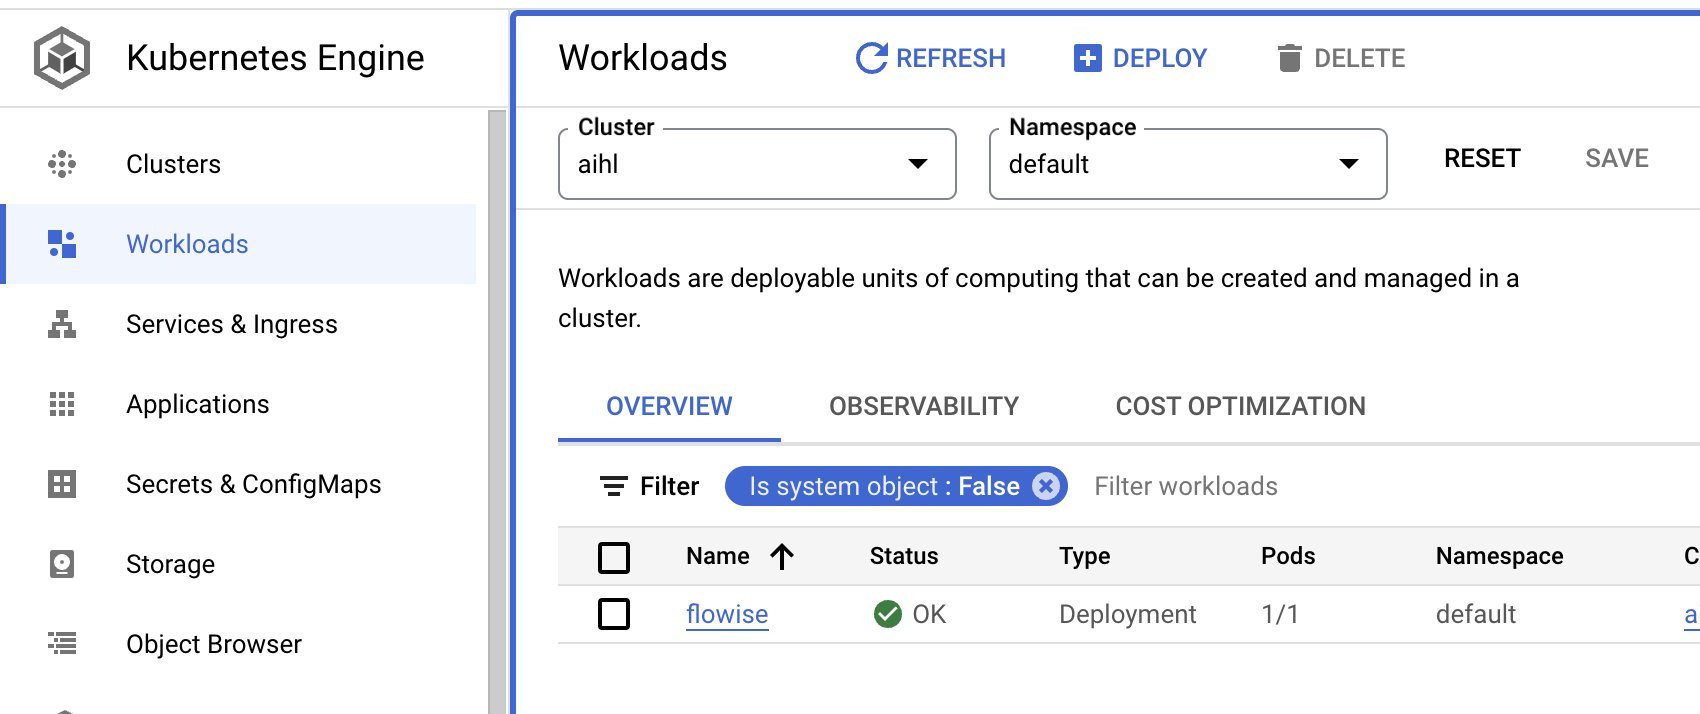 Kubernetes Engine
Clusters
Workloads
Services & Ingress
Applications
Secrets & ConfigMaps
Storage
Object Browser
Workloads
REFRESH
DEPLOY
DELETE
Cluster
aihl
Namespace
default
RESET
SAVE
Workloads are deployable units of computing that can be created and managed in a
cluster.
OVERVIEW
OBSERVABILITY
COST OPTIMIZATION
Filter
Is system object : False
Filter workloads
Name Status Type Pods Namespace C
flowise OK Deployment 1/1 default a